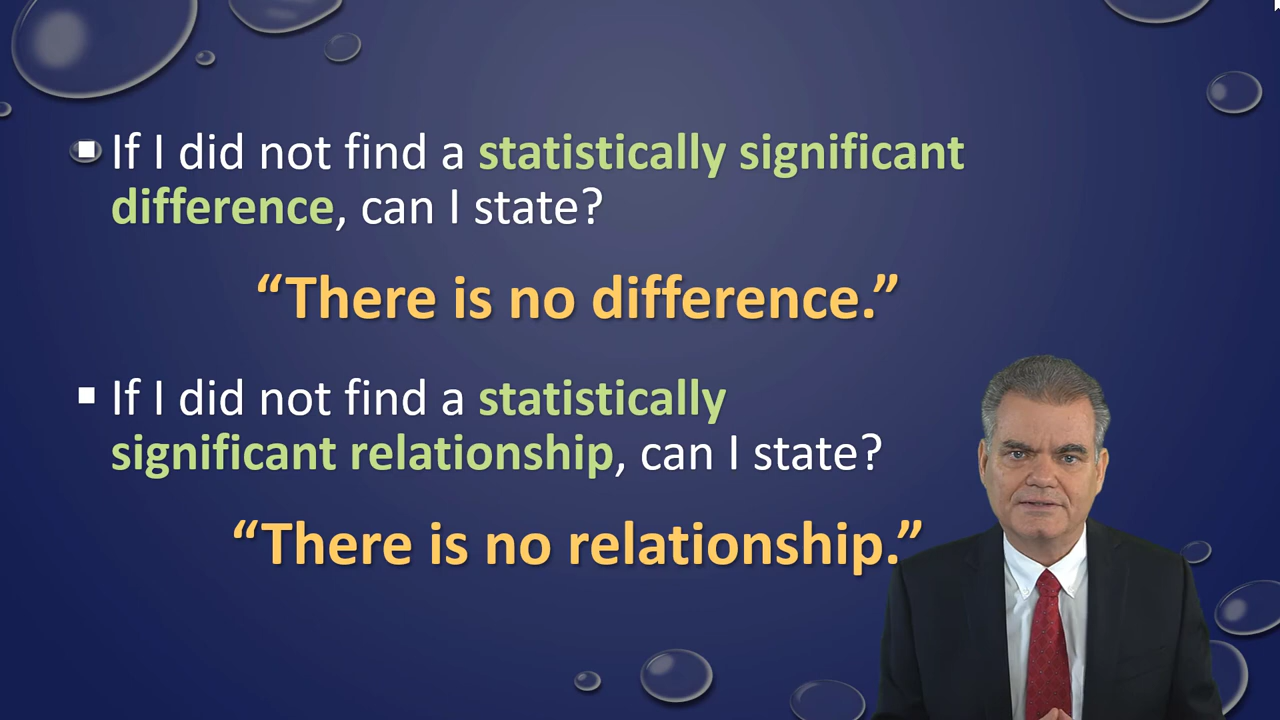 ▪ If I did not find a statistically significant
difference, can I state?
“There is no difference.”
▪ If I did not find a statistically
significant relationship, can I state?
“There is no relationship.”